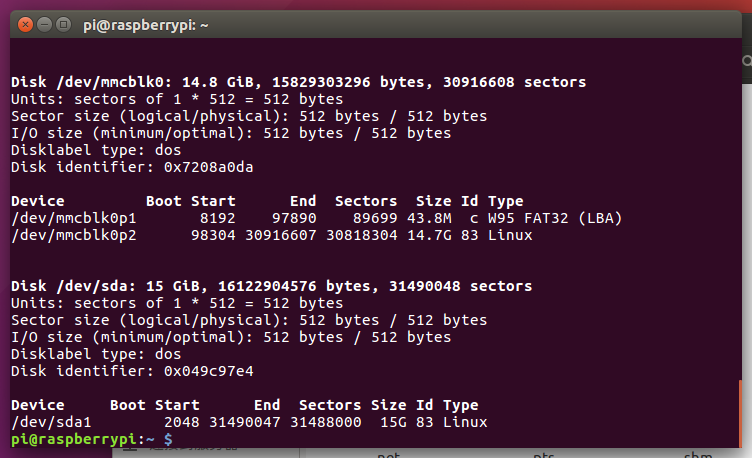 pi@raspberrypi: ~
Disk /dev/mmcblk0: 14.8 GiB, 15829303296 bytes, 30916608 sectors
Units: sectors of 1 * 512 = 512 bytes
Sector size (logical/physical): 512 bytes / 512 bytes
I/O size (minimum/optimal): 512 bytes / 512 bytes
Disklabel type: dos
Disk identifier: 0x7208a0da
Device         Boot Start      End  Sectors  Size Id Type
/dev/mmcblk0p1       8192    97890    89699 43.8M  c W95 FAT32 (LBA)
/dev/mmcblk0p2      98304 30916607 30818304 14.7G 83 Linux
Disk /dev/sda: 15 GiB, 16122904576 bytes, 31490048 sectors
Units: sectors of 1 * 512 = 512 bytes
Sector size (logical/physical): 512 bytes / 512 bytes
I/O size (minimum/optimal): 512 bytes / 512 bytes
Disklabel type: dos
Disk identifier: 0x049c97e4
Device     Boot Start      End  Sectors Size Id Type
/dev/sda1        2048 31490047 31488000  15G 83 Linux
pi@raspberrypi:~ $